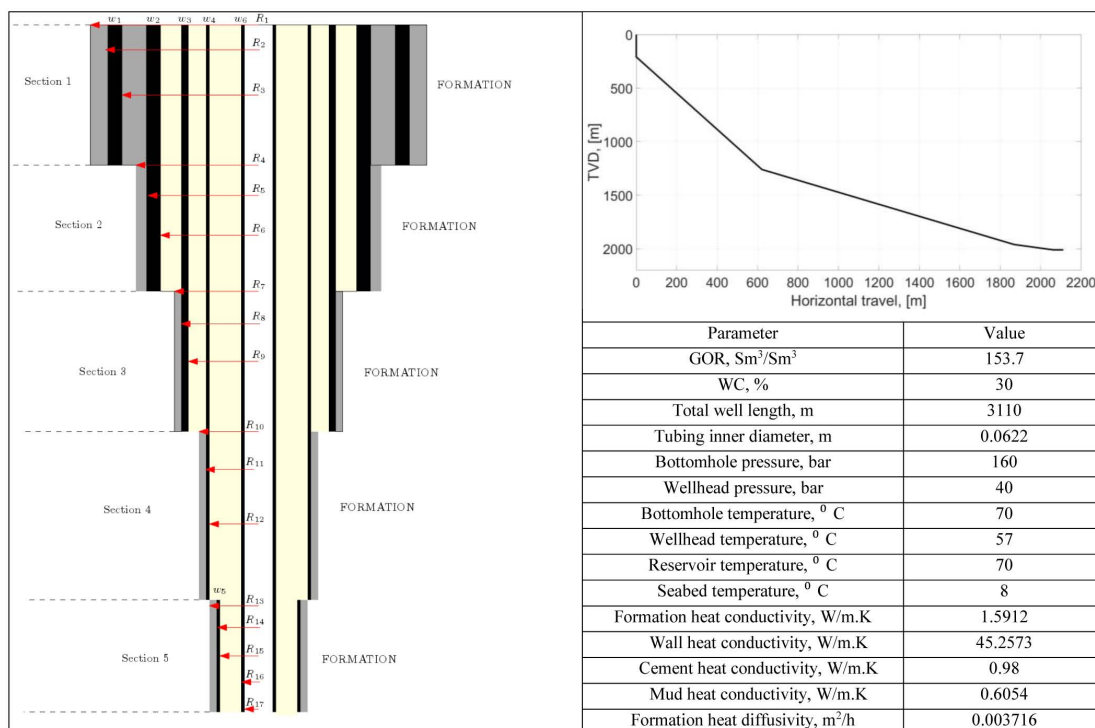 w₁ w₂ w₃ w₄ w₆ R₁
R₂
R₃
Section 1
FORMATION
R₄
R₅
Section 2
FORMATION
R₆
R₇
R₈
R₉
Section 3
FORMATION
R₁₀
R₁₁
Section 4
FORMATION
R₁₂
w₅
R₁₃
R₁₄
R₁₅
Section 5
FORMATION
R₁₆
R₁₇
TVD, [m]
0
500
1000
1500
2000
0 200 400 600 800 1000 1200 1400 1600 1800 2000 2200
Horizontal travel, [m]
Parameter Value
GOR, Sm³/Sm³ 153.7
WC, % 30
Total well length, m 3110
Tubing inner diameter, m 0.0622
Bottomhole pressure, bar 160
Wellhead pressure, bar 40
Bottomhole temperature, ⁰ C 70
Wellhead temperature, ⁰ C 57
Reservoir temperature, ⁰ C 70
Seabed temperature, ⁰ C 8
Formation heat conductivity, W/m.K 1.5912
Wall heat conductivity, W/m.K 45.2573
Cement heat conductivity, W/m.K 0.98
Mud heat conductivity, W/m.K 0.6054
Formation heat diffusivity, m²/h 0.003716